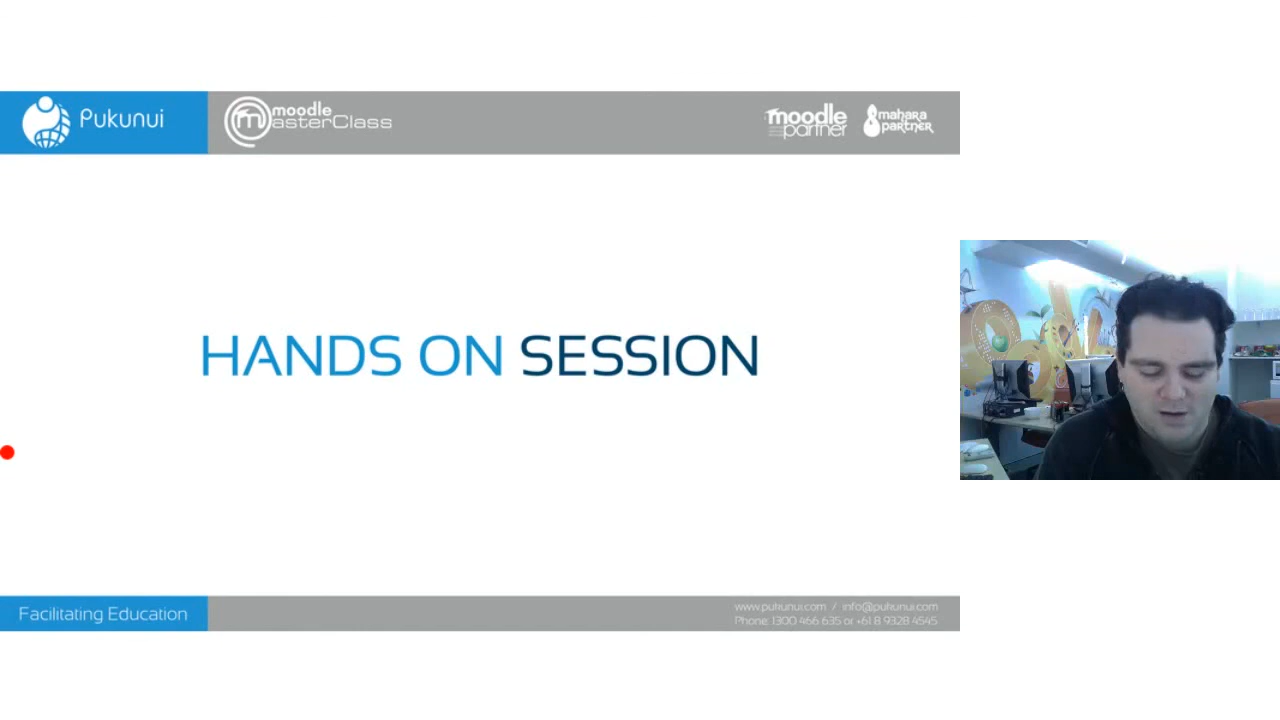 Pukunui
moodle
asterClass
moodle
partner
mahara
partner
HANDS ON SESSION
Facilitating Education
www.pukunui.com / info@pukunui.com
Phone: 1300 466 635 or +61 8 9328 4545